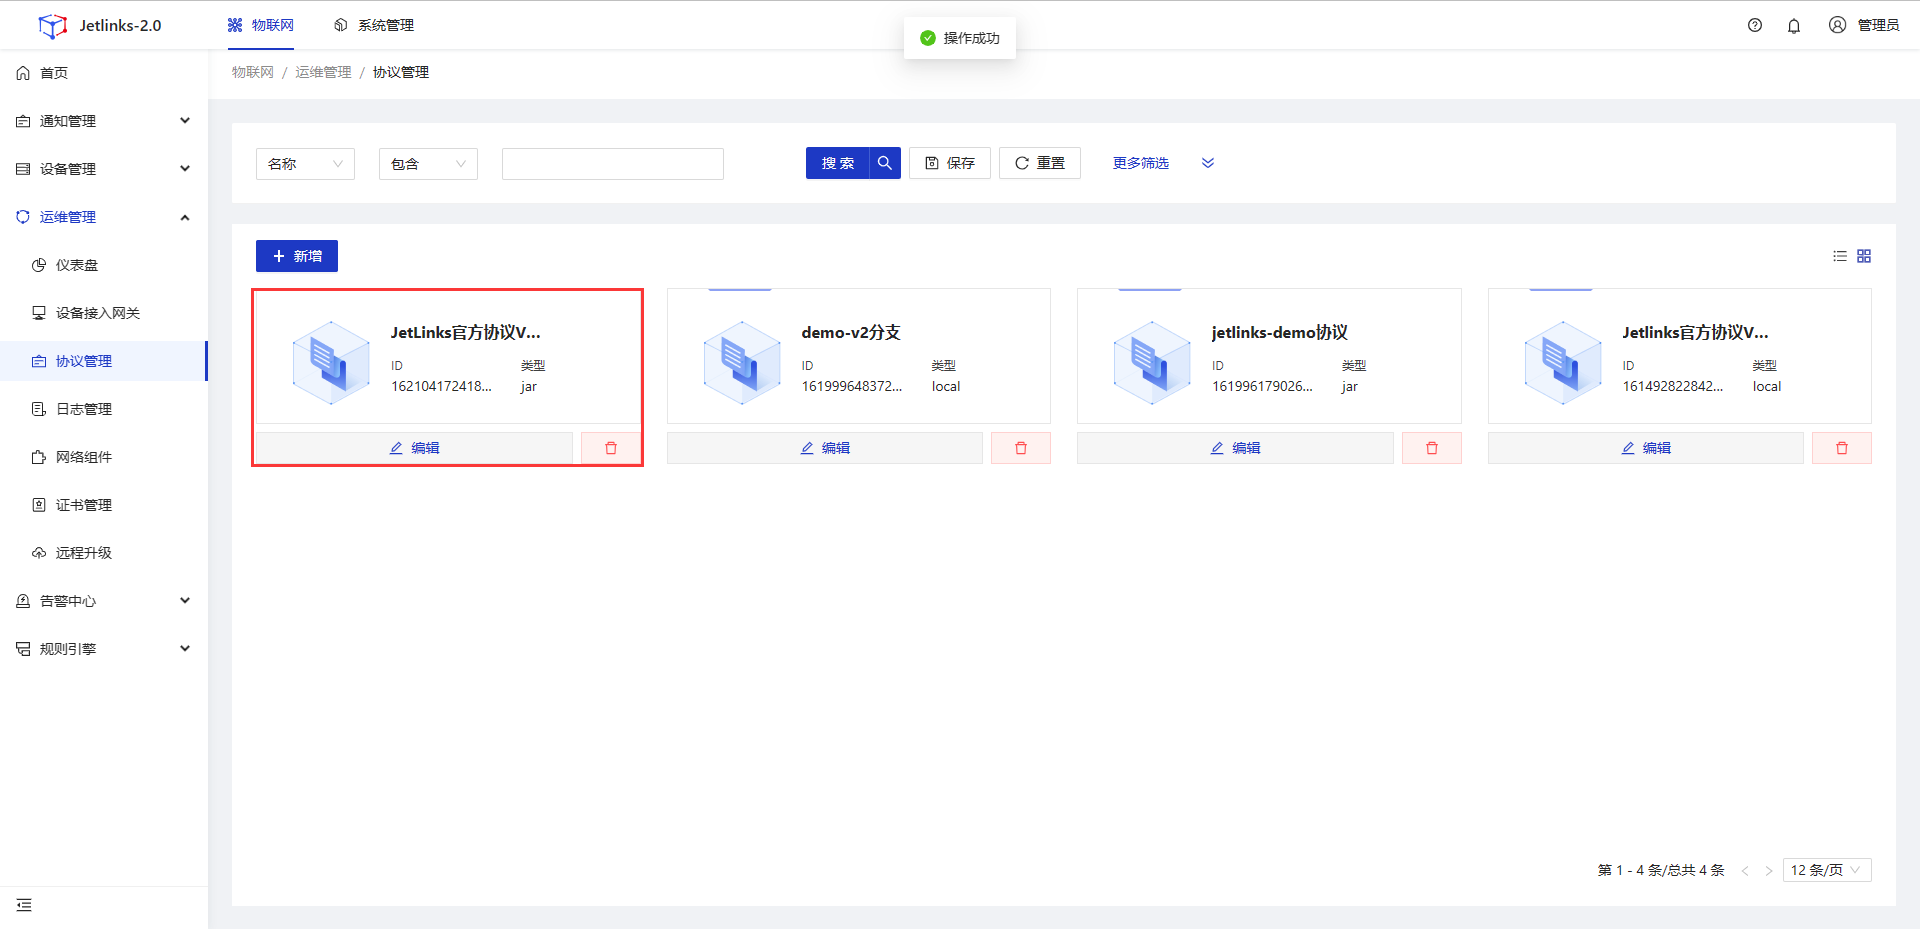 Jetlinks-2.0
物联网
系统管理
操作成功
管理员
首页
通知管理
设备管理
运维管理
仪表盘
设备接入网关
协议管理
日志管理
网络组件
证书管理
远程升级
告警中心
规则引擎
物联网 / 运维管理 / 协议管理
名称
包含
搜 索
保存
重置
更多筛选
新增
JetLinks官方协议V...
ID 类型
162104172418... jar
编辑
demo-v2分支
ID 类型
161999648372... local
编辑
jetlinks-demo协议
ID 类型
161996179026... jar
编辑
Jetlinks官方协议V...
ID 类型
161492822842... local
编辑
第 1 - 4 条/总共 4 条
12 条/页